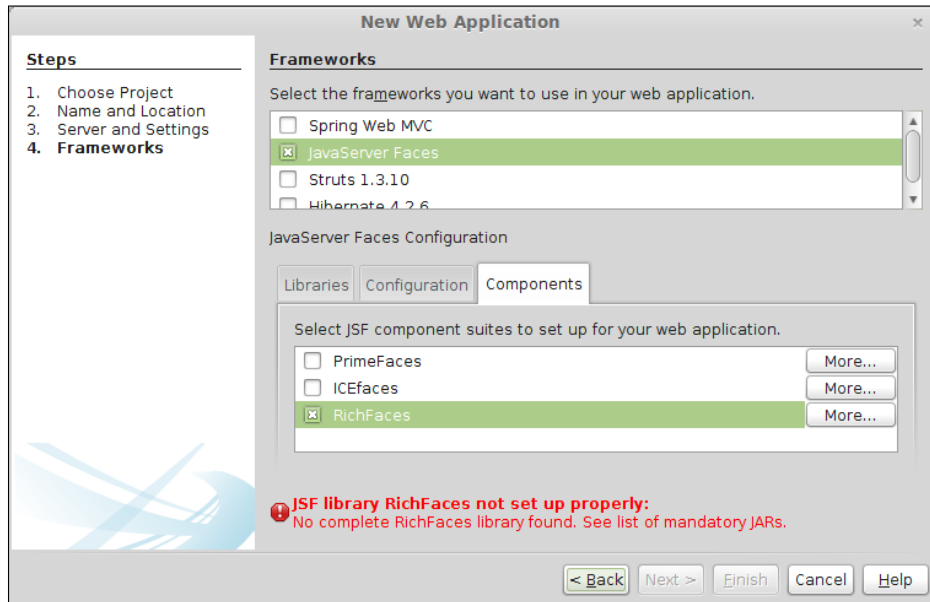 New Web Application
Steps
1. Choose Project
2. Name and Location
3. Server and Settings
4. Frameworks
Frameworks
Select the frameworks you want to use in your web application.
Spring Web MVC
JavaServer Faces
Struts 1.3.10
Hibernate 4.2.6
JavaServer Faces Configuration
Libraries Configuration Components
Select JSF component suites to set up for your web application.
PrimeFaces More...
ICEfaces More...
RichFaces More...
JSF library RichFaces not set up properly:
No complete RichFaces library found. See list of mandatory JARs.
< Back Next > Finish Cancel Help